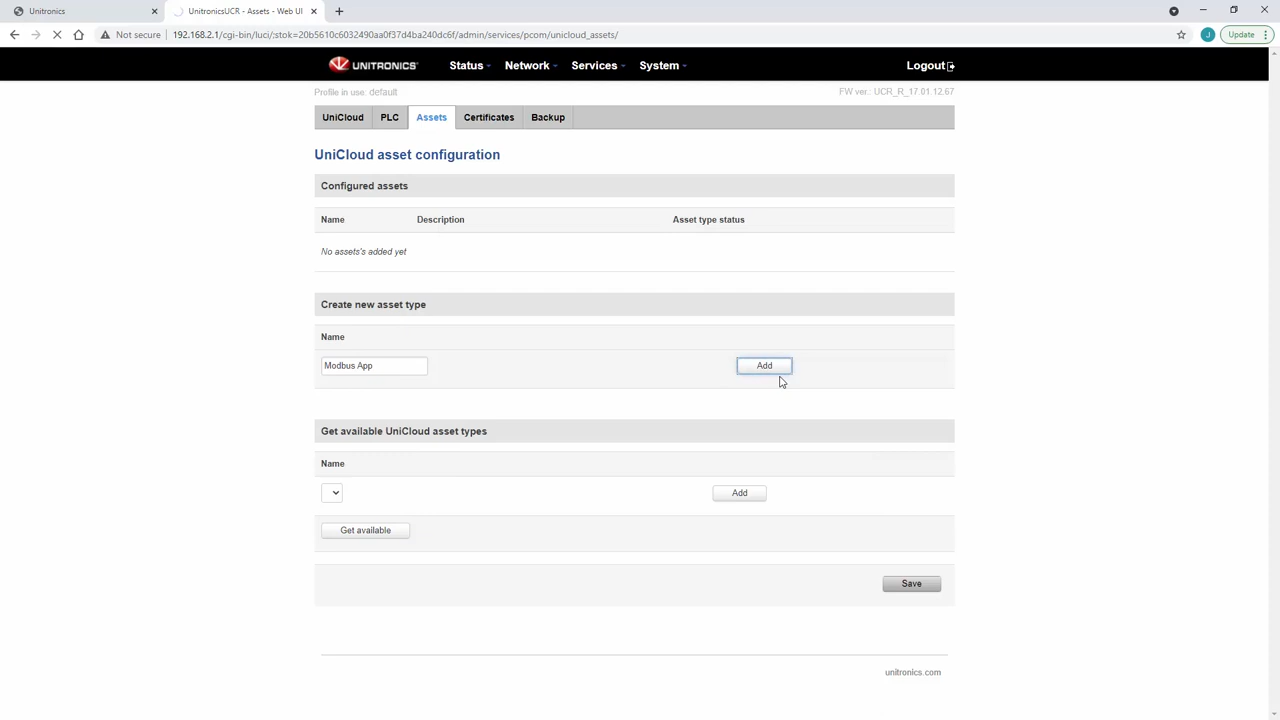 Unitronics
UnitronicsUCR - Assets - Web UI
Not secure
192.168.2.1/cgi-bin/luci/;stok=20b5610c6032490aa0f37d4ba240dc6f/admin/services/pcom/unicloud_assets/
J
Update
UNITRONICS
Status
Network
Services
System
Logout
Profile in use: default
FW ver.: UCR_R_17.01.12.67
UniCloud
PLC
Assets
Certificates
Backup
UniCloud asset configuration
Configured assets
Name
Description
Asset type status
No assets's added yet
Create new asset type
Name
Modbus App
Add
Get available UniCloud asset types
Name
Add
Get available
Save
unitronics.com